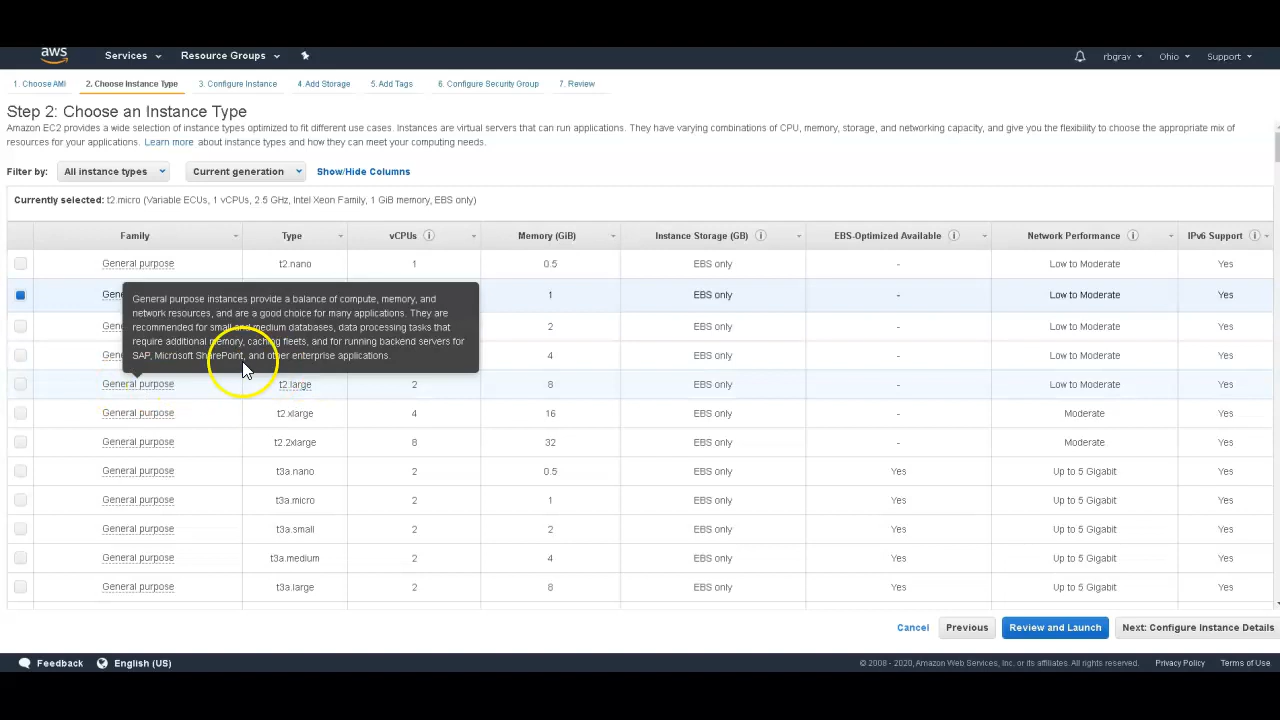 aws Services Resource Groups rbgrav Ohio Support
1. Choose AMI 2. Choose Instance Type 3. Configure Instance 4. Add Storage 5. Add Tags 6. Configure Security Group 7. Review
Step 2: Choose an Instance Type
Amazon EC2 provides a wide selection of instance types optimized to fit different use cases. Instances are virtual servers that can run applications. They have varying combinations of CPU, memory, storage, and networking capacity, and give you the flexibility to choose the appropriate mix of
resources for your applications. Learn more about instance types and how they can meet your computing needs.
Filter by: All instance types Current generation Show/Hide Columns
Currently selected: t2.micro (Variable ECUs, 1 vCPUs, 2.5 GHz, Intel Xeon Family, 1 GiB memory, EBS only)
Family Type vCPUs Memory (GiB) Instance Storage (GB) EBS-Optimized Available Network Performance IPv6 Support
General purpose t2.nano 1 0.5 EBS only - Low to Moderate Yes
1 EBS only - Low to Moderate Yes
2 EBS only - Low to Moderate Yes
4 EBS only - Low to Moderate Yes
General purpose instances provide a balance of compute, memory, and
network resources, and are a good choice for many applications. They are
recommended for small and medium databases, data processing tasks that
require additional memory, caching fleets, and for running backend servers for
SAP, Microsoft SharePoint, and other enterprise applications.
General purpose t2.large 2 8 EBS only - Low to Moderate Yes
General purpose t2.xlarge 4 16 EBS only - Moderate Yes
General purpose t2.2xlarge 8 32 EBS only - Moderate Yes
General purpose t3a.nano 2 0.5 EBS only Yes Up to 5 Gigabit Yes
General purpose t3a.micro 2 1 EBS only Yes Up to 5 Gigabit Yes
General purpose t3a.small 2 2 EBS only Yes Up to 5 Gigabit Yes
General purpose t3a.medium 2 4 EBS only Yes Up to 5 Gigabit Yes
General purpose t3a.large 2 8 EBS only Yes Up to 5 Gigabit Yes
Cancel Previous Review and Launch Next: Configure Instance Details
Feedback English (US) © 2008 - 2020, Amazon Web Services, Inc. or its affiliates. All rights reserved. Privacy Policy Terms of Use